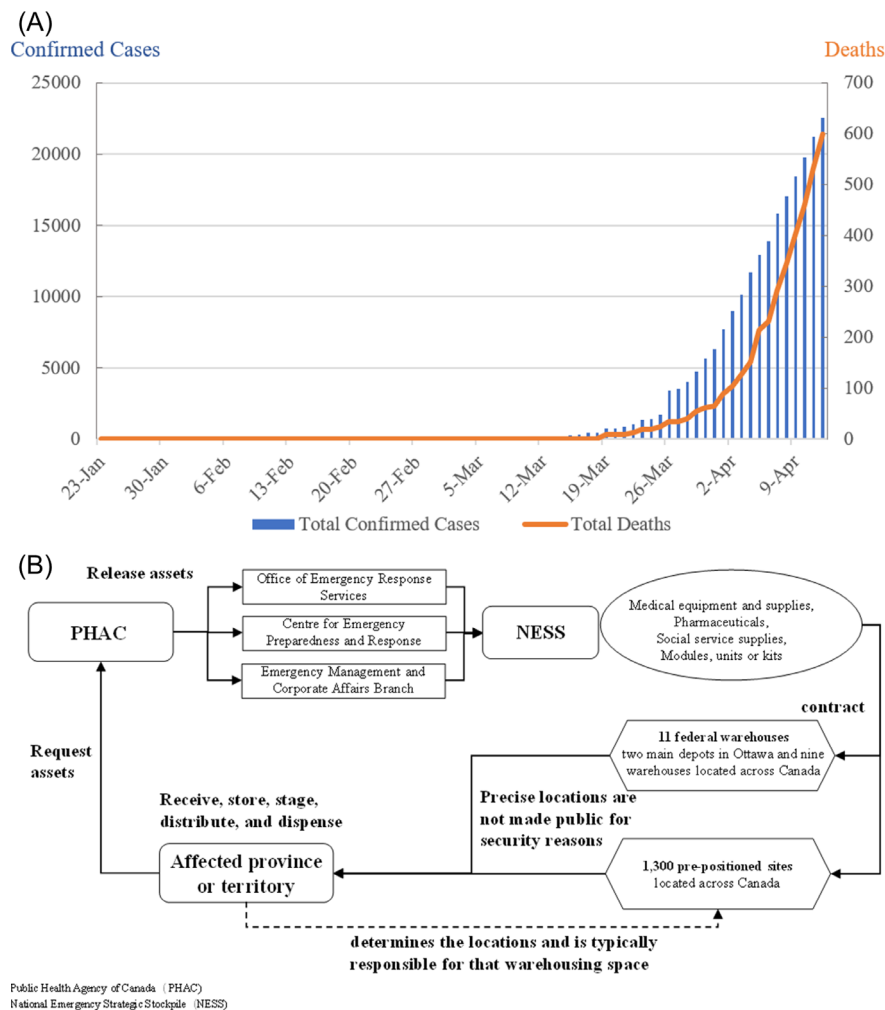 (A)
Confirmed Cases
Deaths
25000
20000
15000
10000
5000
0
700
600
500
400
300
200
100
0
23-Jan
30-Jan
6-Feb
13-Feb
20-Feb
27-Feb
5-Mar
12-Mar
19-Mar
26-Mar
2-Apr
9-Apr
Total Confirmed Cases
Total Deaths
(B)
Release assets
PHAC
Office of Emergency Response
Services
Centre for Emergency
Preparedness and Response
Emergency Management and
Corporate Affairs Branch
NESS
Medical equipment and supplies,
Pharmaceuticals,
Social service supplies,
Modules, units or kits
contract
11 federal warehouses
two main depots in Ottawa and nine
warehouses located across Canada
Request
assets
Receive, store, stage,
distribute, and dispense
Precise locations are
not made public for
security reasons
Affected province
or territory
1,300 pre-positioned sites
located across Canada
determines the locations and is typically
responsible for that warehousing space
Public Health Agency of Canada (PHAC)
National Emergency Strategic Stockpile (NESS)